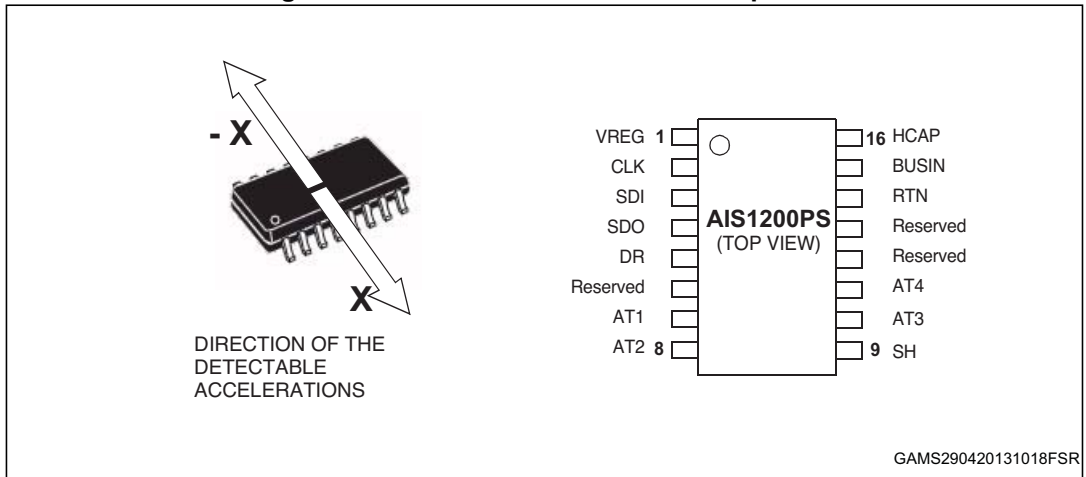 - X
X
DIRECTION OF THE
DETECTABLE
ACCELERATIONS
VREG 1
CLK
SDI
SDO
DR
Reserved
AT1
AT2 8
AIS1200PS
(TOP VIEW)
16 HCAP
BUSIN
RTN
Reserved
Reserved
AT4
AT3
9 SH
GAMS290420131018FSR